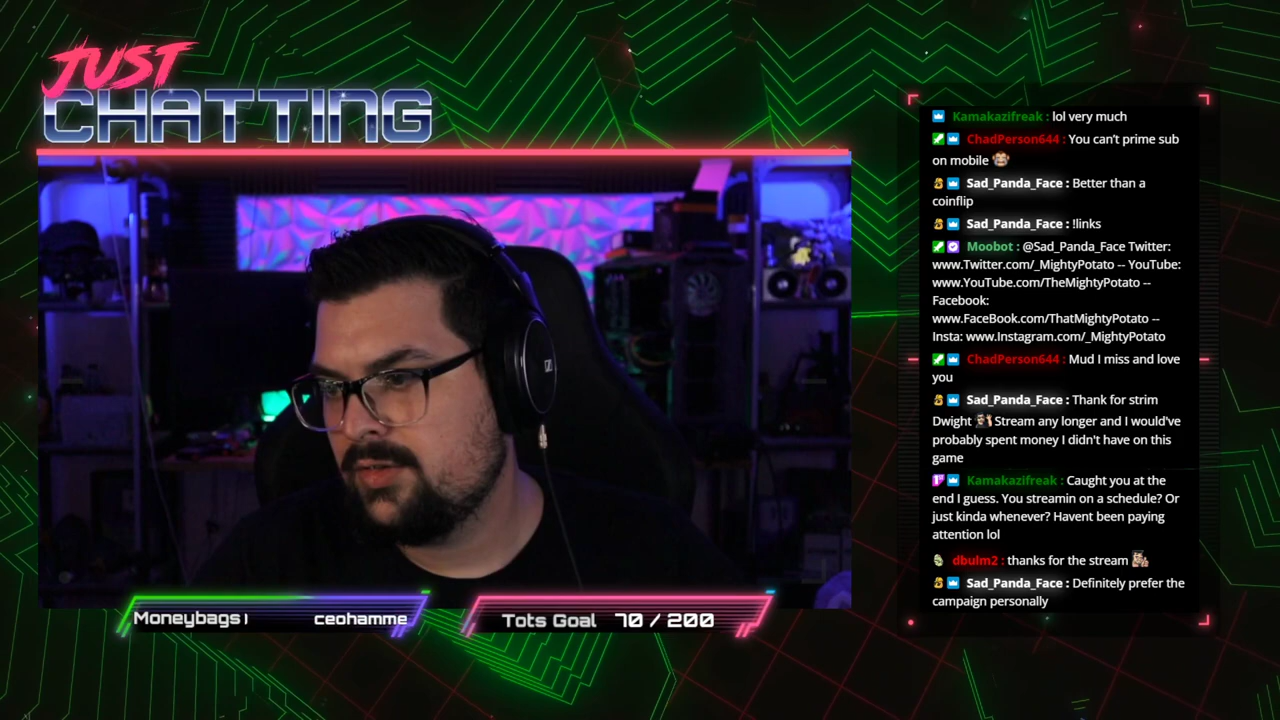 JUST
CHATTING
Kamakazifreak : lol very much
ChadPerson644 : You can't prime sub
on mobile
Sad_Panda_Face : Better than a
coinflip
Sad_Panda_Face : !links
Moobot : @Sad_Panda_Face Twitter:
www.Twitter.com/_MightyPotato -- YouTube:
www.YouTube.com/TheMightyPotato --
Facebook:
www.FaceBook.com/ThatMightyPotato --
Insta: www.Instagram.com/_MightyPotato
ChadPerson644 : Mud I miss and love
you
Sad_Panda_Face : Thank for strim
Dwight Stream any longer and I would've
probably spent money I didn't have on this
game
Kamakazifreak : Caught you at the
end I guess. You streamin on a schedule? Or
just kinda whenever? Havent been paying
attention lol
dbulm2 : thanks for the stream
Sad_Panda_Face : Definitely prefer the
campaign personally
Moneybags ceohamme
Tots Goal 70 / 200